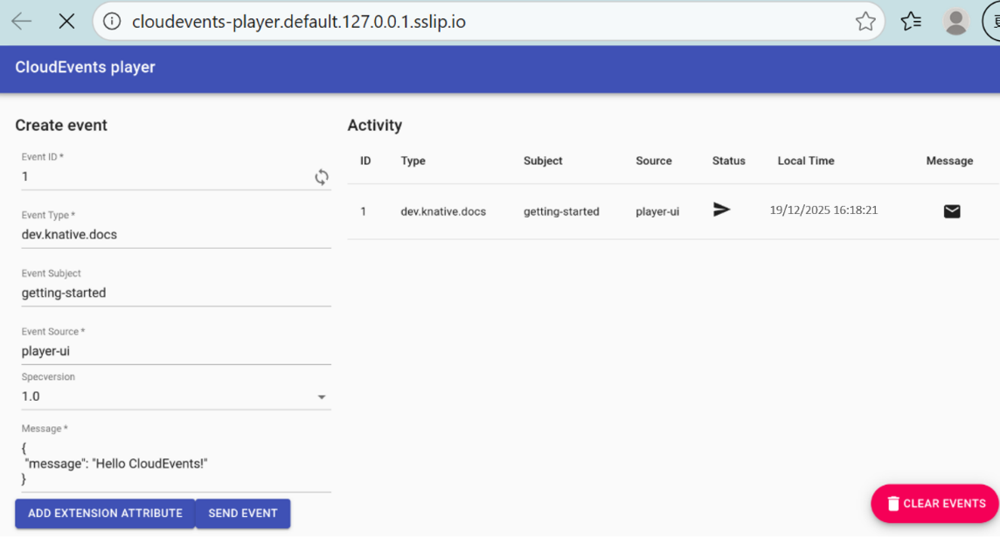 cloudevents-player.default.127.0.0.1.sslip.io
CloudEvents player
Create event
Event ID *
1
Event Type *
dev.knative.docs
Event Subject
getting-started
Event Source *
player-ui
Specversion
1.0
Message *
{
"message": "Hello CloudEvents!"
}
ADD EXTENSION ATTRIBUTE SEND EVENT
Activity
ID Type Subject Source Status Local Time Message
1 dev.knative.docs getting-started player-ui 19/12/2025 16:18:21
CLEAR EVENTS